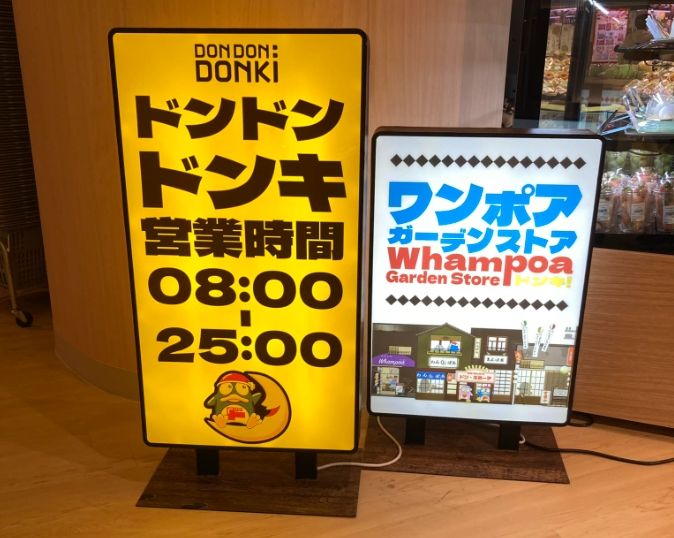 DON DON:
DONKi
ドンドン
ドンキ
営業時間
08:00
-
25:00
ワンポア
ガーデンストア
Whampoa
Garden Store ドンキ!
Whampoa